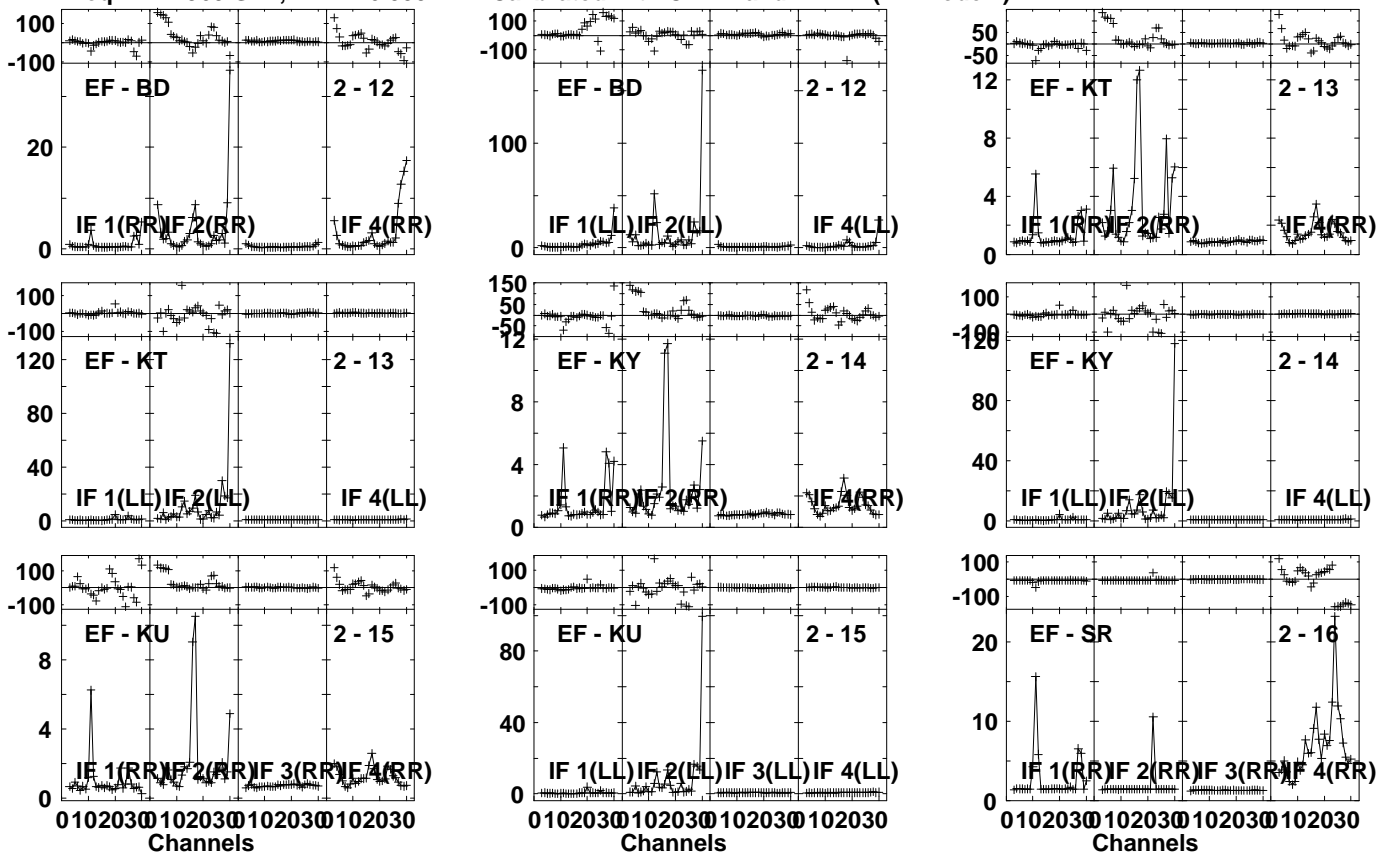 100
-100
EF - BD
2 - 12
20
0
IF 1(RR)
IF 2(RR)
IF 4(RR)
100
-100
EF - BD
2 - 12
100
0
IF 1(LL)
IF 2(LL)
IF 4(LL)
50
-50
EF - KT
2 - 13
12
8
4
0
IF 1(RR)
IF 2(RR)
IF 4(RR)
100
-100
EF - KT
2 - 13
120
80
40
0
IF 1(LL)
IF 2(LL)
IF 4(LL)
150
50
-50
EF - KY
2 - 14
12
8
4
0
IF 1(RR)
IF 2(RR)
IF 4(RR)
100
-100
EF - KY
2 - 14
120
80
40
0
IF 1(LL)
IF 2(LL)
IF 4(LL)
100
-100
EF - KU
2 - 15
8
4
0
IF 1(RR)
IF 2(RR)
IF 3(RR)
IF 4(RR)
0102030
0102030
Channels
100
-100
EF - KU
2 - 15
80
40
0
IF 1(LL)
IF 2(LL)
IF 3(LL)
IF 4(LL)
0102030
0102030
Channels
100
-100
EF - SR
2 - 16
20
10
0
IF 1(RR)
IF 2(RR)
IF 3(RR)
IF 4(RR)
0102030
0102030
Channels